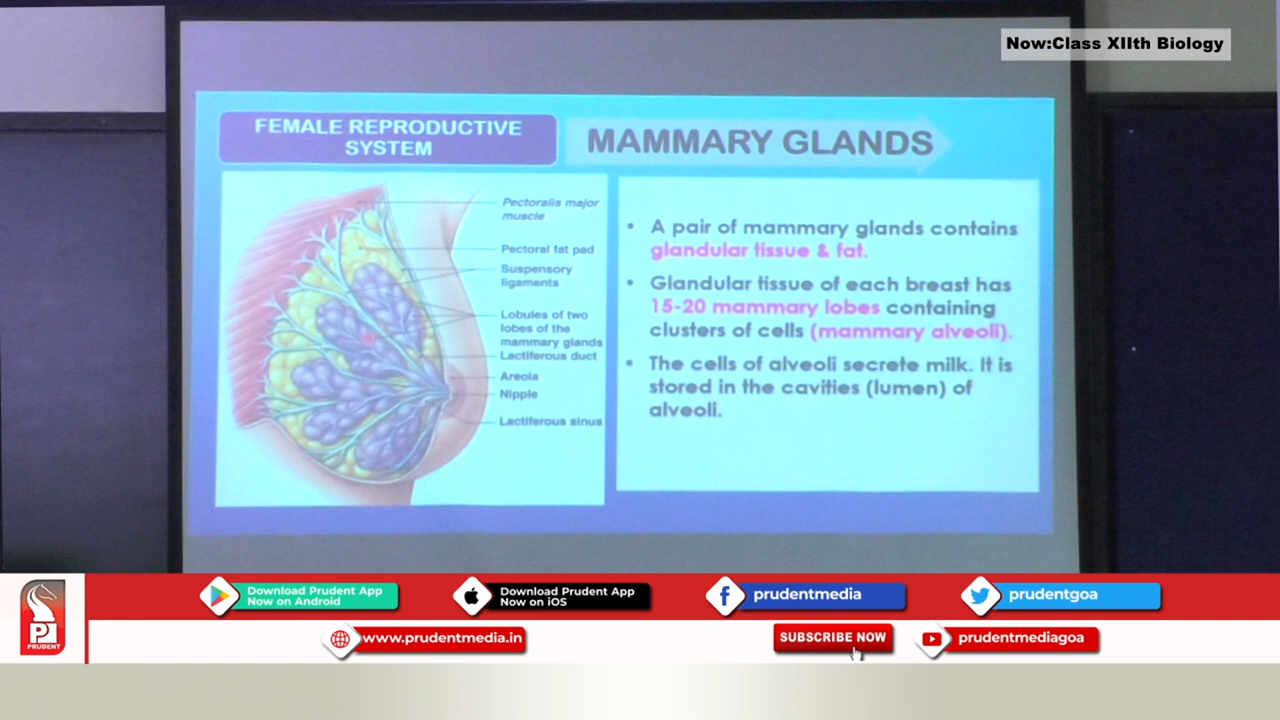 Now:Class XIIth Biology
FEMALE REPRODUCTIVE
SYSTEM
MAMMARY GLANDS
Pectoralis major
muscle
Pectoral fat pad
Suspensory
ligaments
Lobules of two
lobes of the
mammary glands
Lactiferous duct
Areola
Nipple
Lactiferous sinus
• A pair of mammary glands contains
glandular tissue & fat.
• Glandular tissue of each breast has
15-20 mammary lobes containing
clusters of cells (mammary alveoli).
• The cells of alveoli secrete milk. It is
stored in the cavities (lumen) of
alveoli.
PRUDENT
Download Prudent App
Now on Android
Download Prudent App
Now on iOS
prudentmedia
prudentgoa
www.prudentmedia.in
SUBSCRIBE NOW
prudentmediagoa